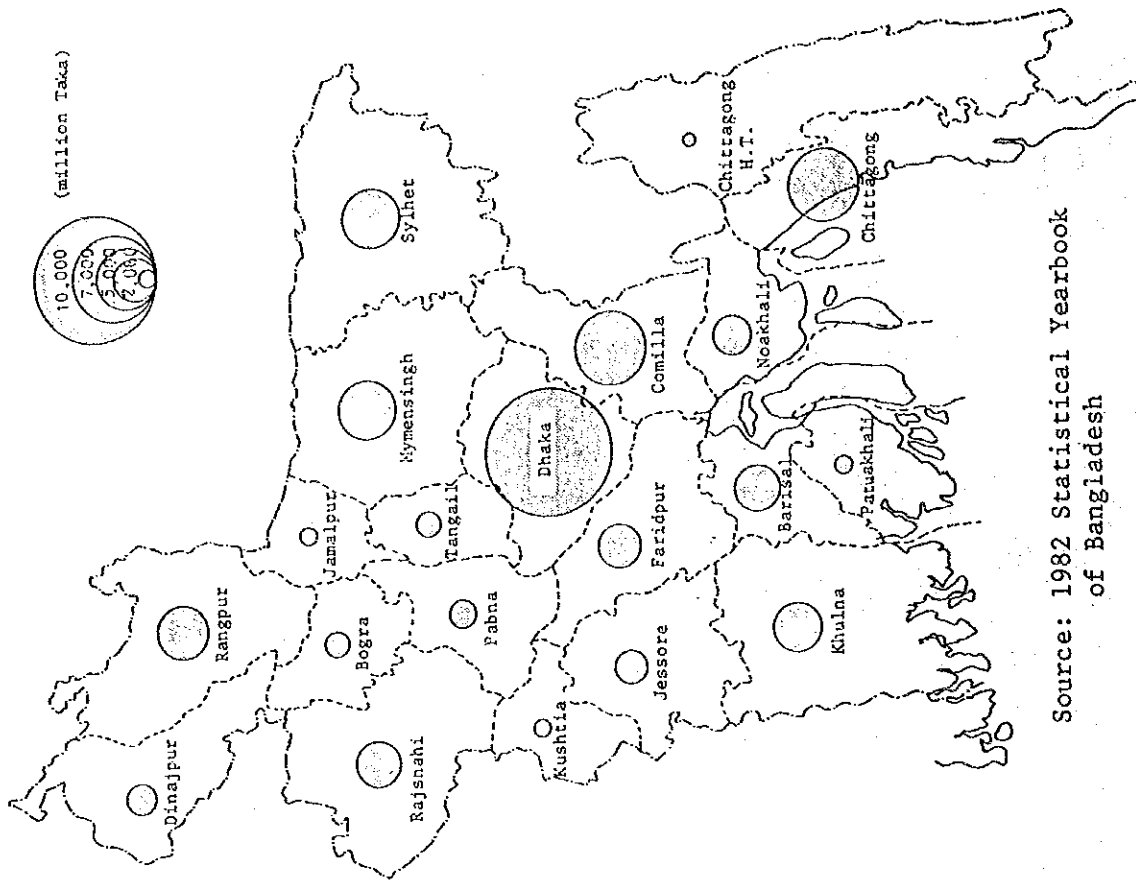 (million Taka)
10,000
7,000
5,000
2,000
Dinajpur
Rangpur
Rajsnahi
Bogra
Jamalpur
Mymensingh
Sylhet
Pabna
Tangail
Kushtia
Dhaka
Jessore
Faridpur
Comilla
Chittagong
H.T.
Khulna
Barisal
Noakhali
Patuakhali
Chittagong
Source: 1982 Statistical Yearbook
of Bangladesh